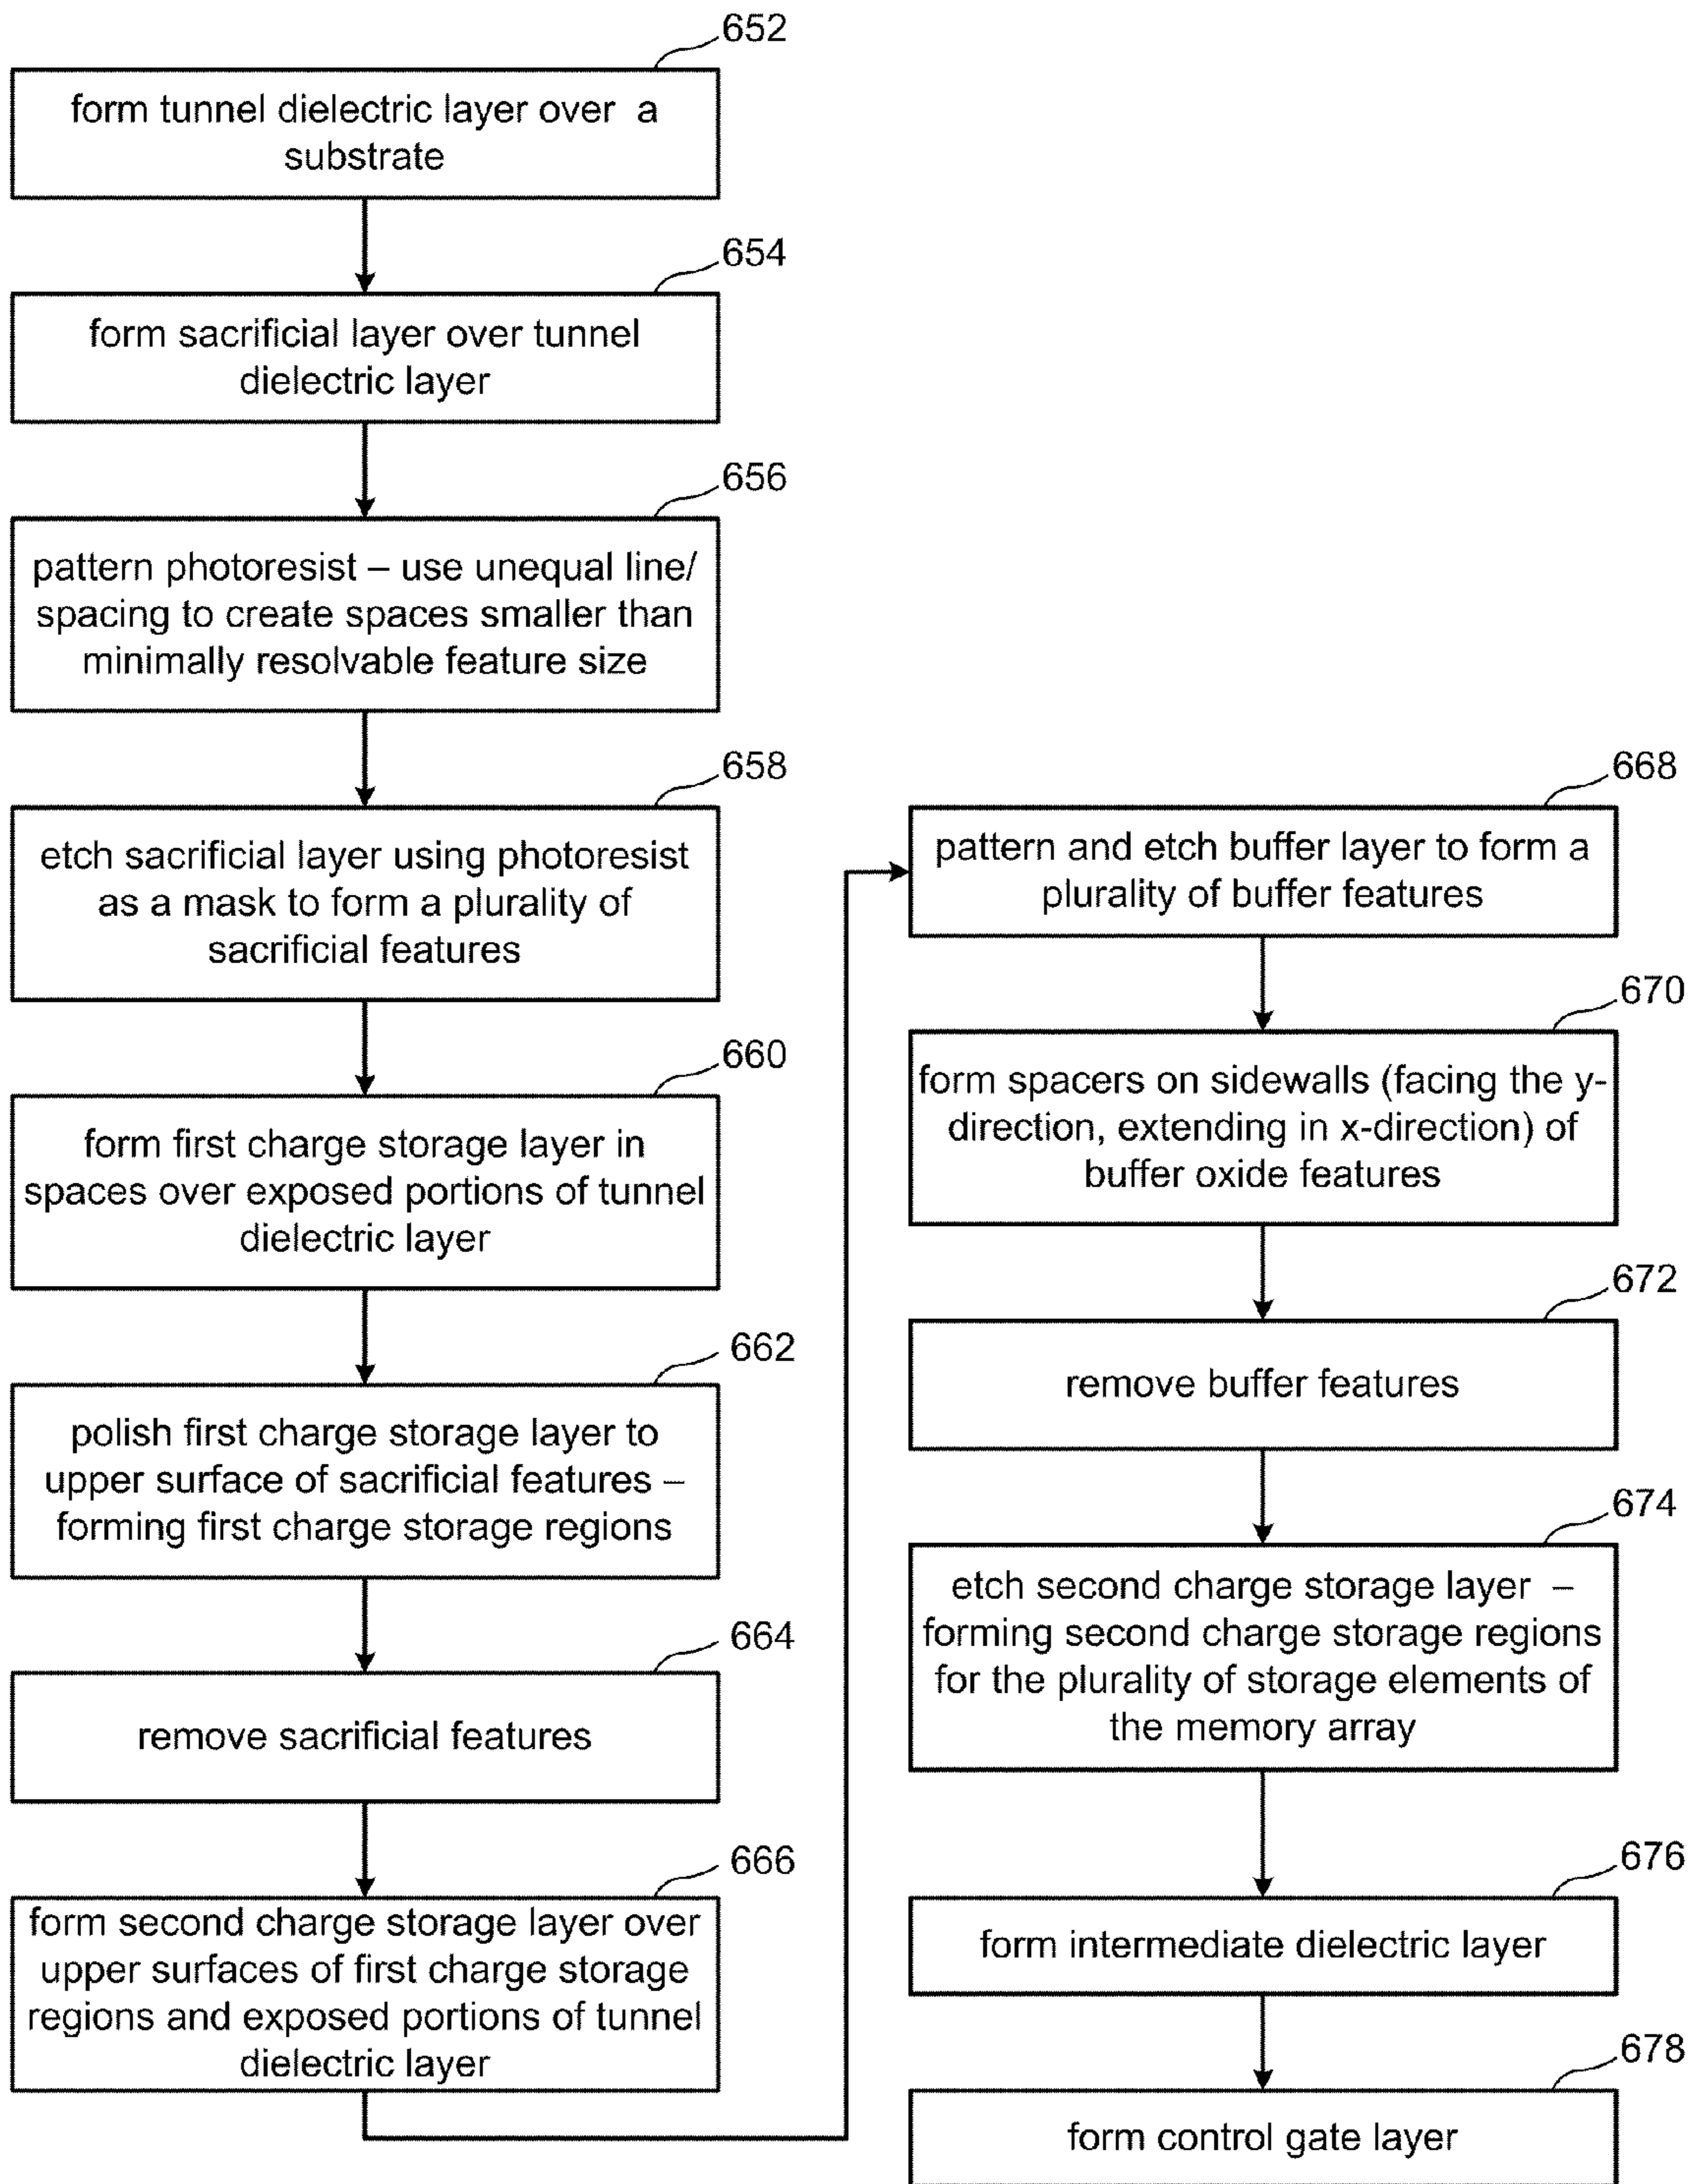 652
form tunnel dielectric layer over a
substrate
654
form sacrificial layer over tunnel
dielectric layer
656
pattern photoresist – use unequal line/
spacing to create spaces smaller than
minimally resolvable feature size
658
etch sacrificial layer using photoresist
as a mask to form a plurality of
sacrificial features
660
form first charge storage layer in
spaces over exposed portions of tunnel
dielectric layer
662
polish first charge storage layer to
upper surface of sacrificial features –
forming first charge storage regions
664
remove sacrificial features
666
form second charge storage layer over
upper surfaces of first charge storage
regions and exposed portions of tunnel
dielectric layer
668
pattern and etch buffer layer to form a
plurality of buffer features
670
form spacers on sidewalls (facing the y-
direction, extending in x-direction) of
buffer oxide features
672
remove buffer features
674
etch second charge storage layer –
forming second charge storage regions
for the plurality of storage elements of
the memory array
676
form intermediate dielectric layer
678
form control gate layer